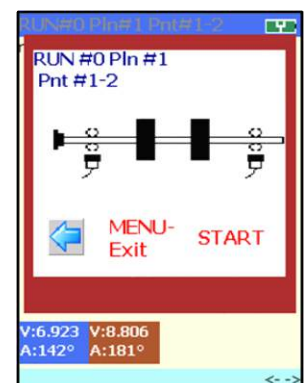 RUN#0 Pln#1 Pnt#1-2
RUN #0 Pln #1
Pnt #1-2
MENU-
Exit
START
V:6.923 V:8.806
A:142° A:181°
<- ->